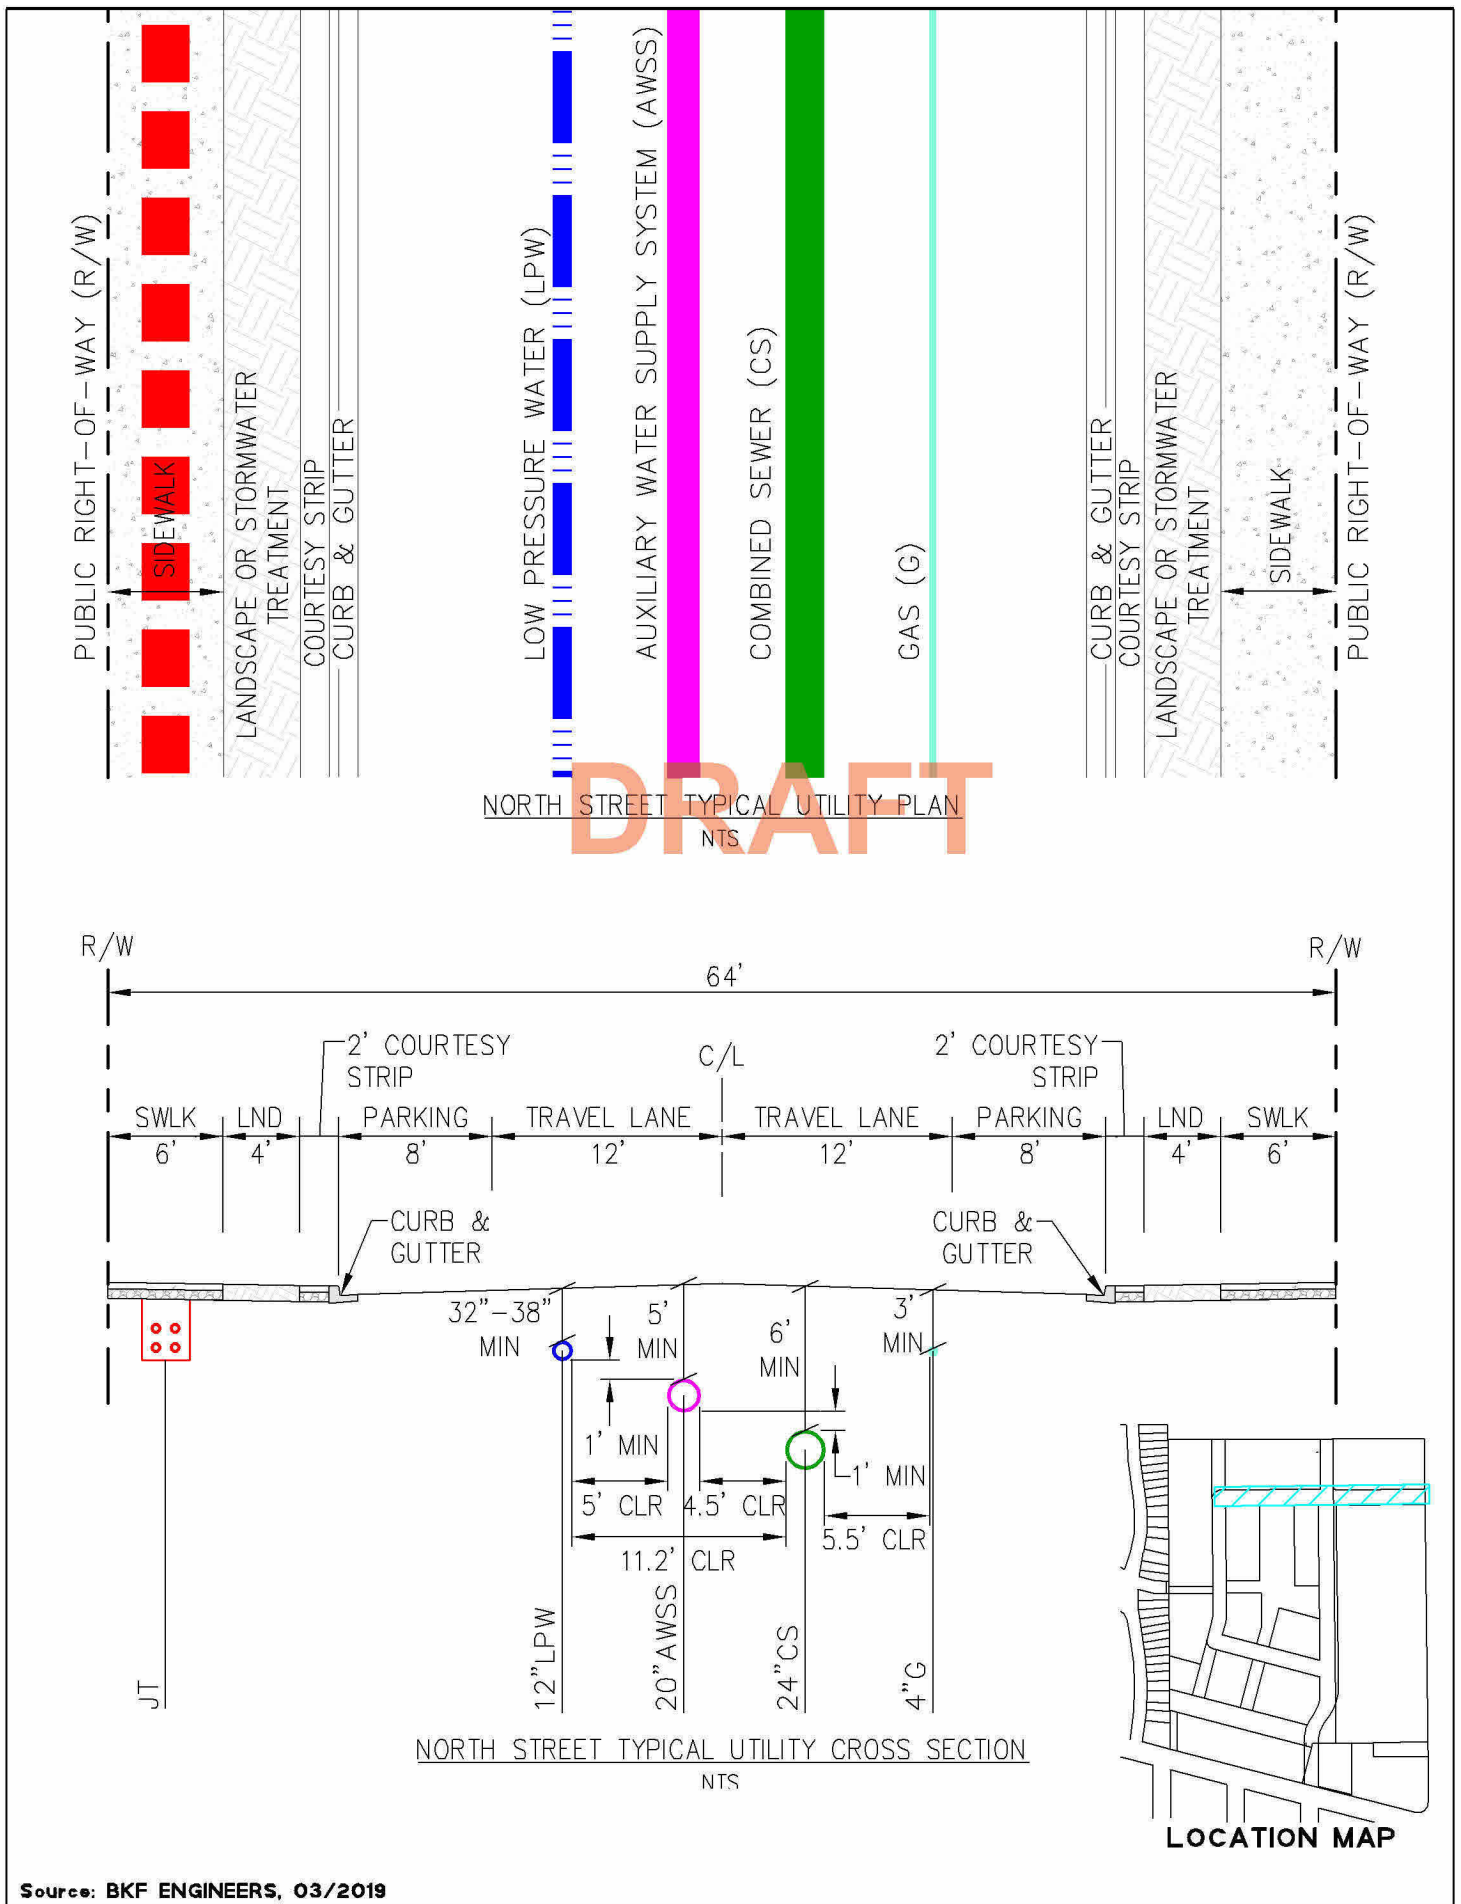 PUBLIC RIGHT-OF-WAY (R/W)
SIDEWALK
LANDSCAPE OR STORMWATER
TREATMENT
COURTESY STRIP
CURB & GUTTER
LOW PRESSURE WATER (LPW)
AUXILIARY WATER SUPPLY SYSTEM (AWSS)
COMBINED SEWER (CS)
GAS (G)
CURB & GUTTER
COURTESY STRIP
LANDSCAPE OR STORMWATER
TREATMENT
SIDEWALK
PUBLIC RIGHT-OF-WAY (R/W)
DRAFT
NORTH STREET TYPICAL UTILITY PLAN
NTS
R/W
R/W
64'
2' COURTESY
STRIP
C/L
2' COURTESY
STRIP
SWLK
LND
PARKING
TRAVEL LANE
TRAVEL LANE
PARKING
LND
SWLK
6'
4'
8'
12'
12'
8'
4'
6'
CURB &
GUTTER
CURB &
GUTTER
32"-38"
MIN
5'
MIN
6'
MIN
3'
MIN
1' MIN
1' MIN
5' CLR
4.5' CLR
5.5' CLR
11.2' CLR
JT
12"LPW
20"AWSS
24"CS
4"G
NORTH STREET TYPICAL UTILITY CROSS SECTION
NTS
LOCATION MAP
Source: BKF ENGINEERS, 03/2019